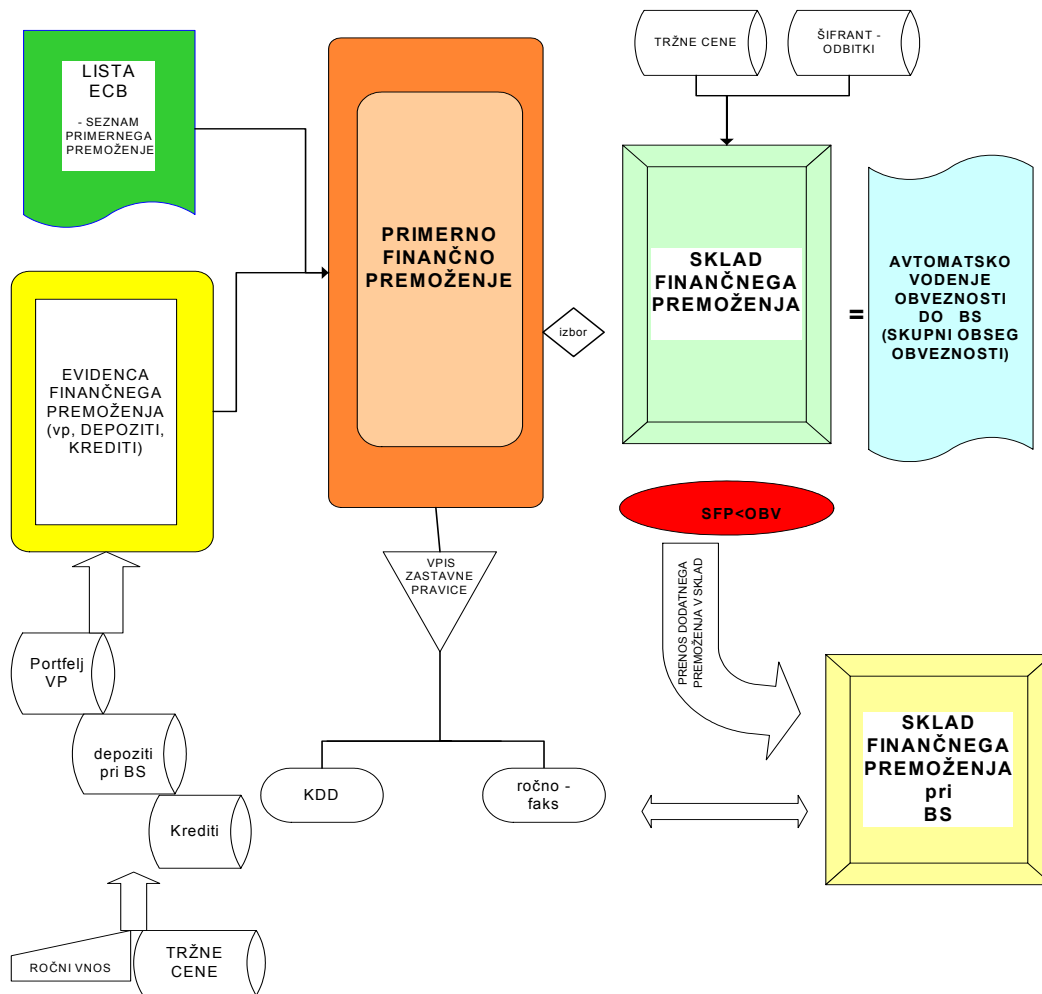 LISTA
ECB
- SEZNAM
PRIMERNEGA
PREMOŽENJE
TRŽNE CENE
ŠIFRANT -
ODBITKI
PRIMERNO
FINANČNO
PREMOŽENJE
izbor
SKLAD
FINANČNEGA
PREMOŽENJA
=
AVTOMATSKO
VODENJE
OBVEZNOSTI
DO BS
(SKUPNI OBSEG
OBVEZNOSTI)
EVIDENCA
FINANČNEGA
PREMOŽENJA
(vp, DEPOZITI,
KREDITI)
SFP<OBV
VPIS
ZASTAVNE
PRAVICE
PRENOS DODATNEGA
PREMOŽENJA V SKLAD
Portfelj
VP
depoziti
pri BS
Krediti
KDD
ročno -
faks
SKLAD
FINANČNEGA
PREMOŽENJA
pri
BS
ROČNI VNOS
TRŽNE
CENE